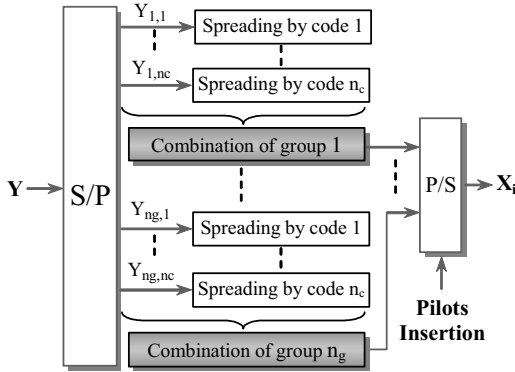 Y1,1
Spreading by code 1
Y1,nc
Spreading by code nc
Combination of group 1
Y
S/P
P/S
Xi
Yng,1
Spreading by code 1
Yng,nc
Spreading by code nc
Pilots
Insertion
Combination of group ng